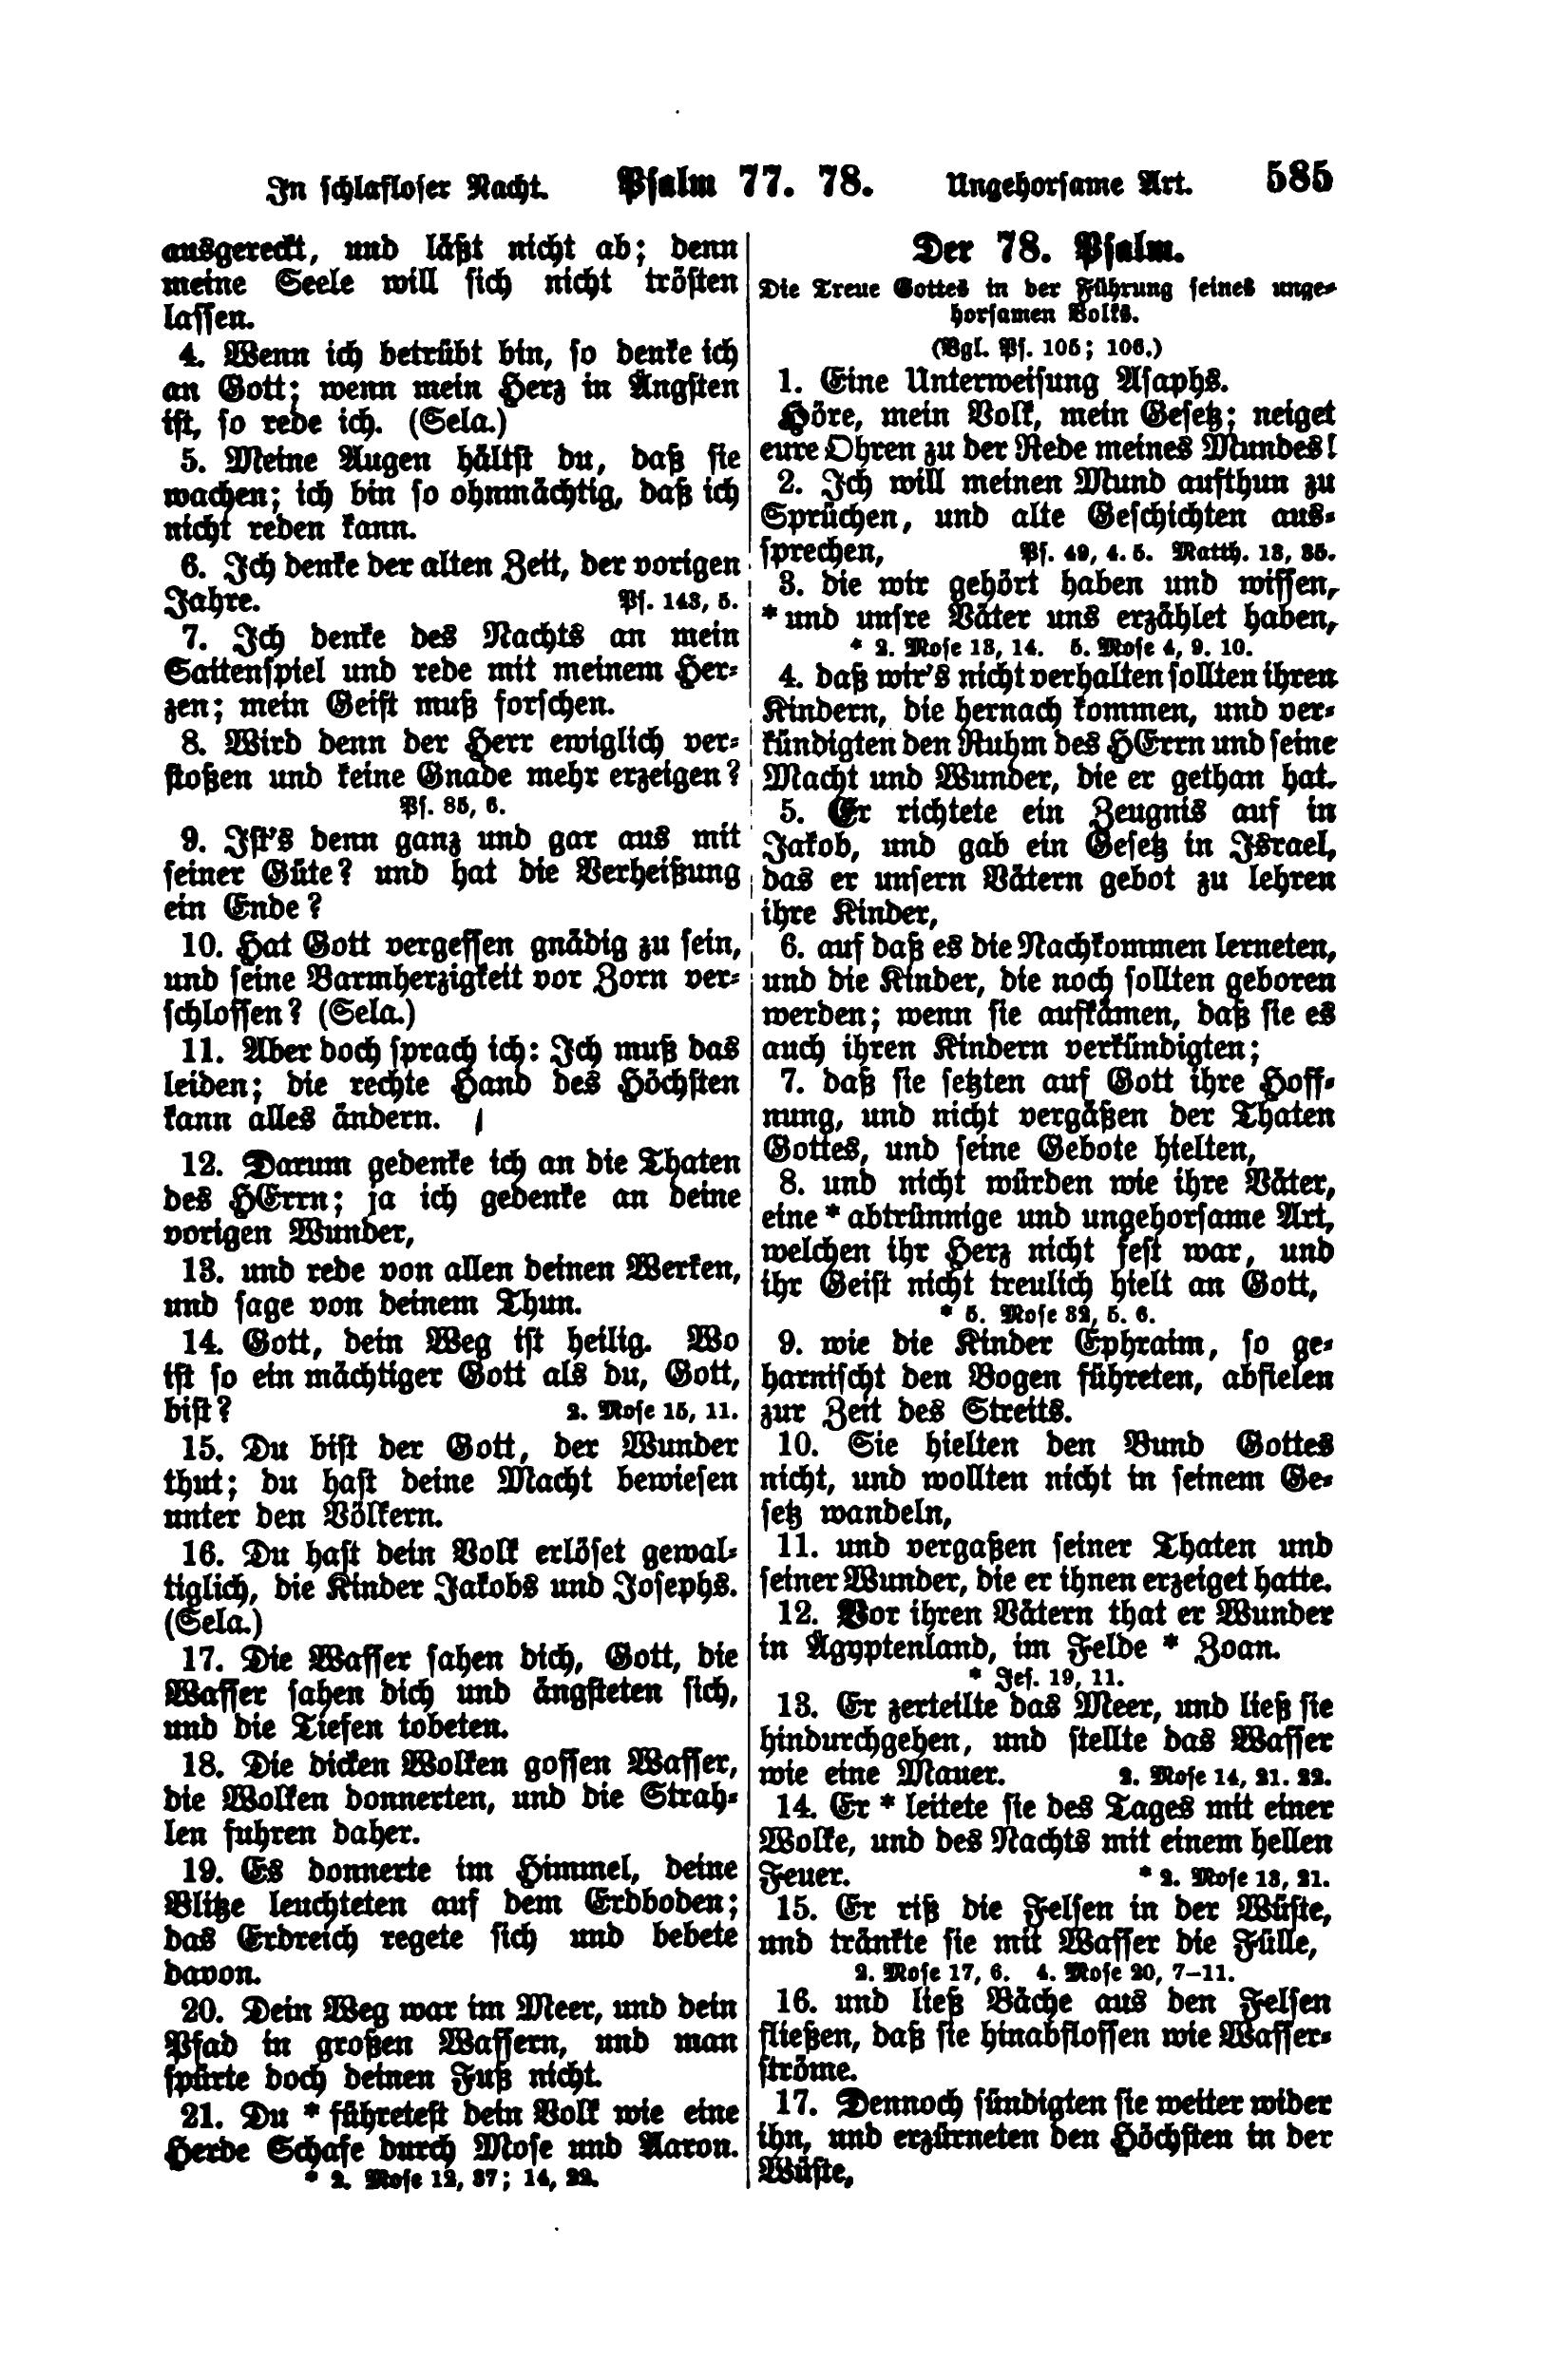 In schlafloser Nacht. Psalm 77. 78. Ungehorsame Art. 585
ausgereckt, und läßt nicht ab; denn
meine Seele will sich nicht trösten
lassen.
4. Wenn ich betrübt bin, so denke ich
an Gott; wenn mein Herz in Ängsten
ist, so rede ich. (Sela.)
5. Meine Augen hältst du, daß sie
wachen; ich bin so ohnmächtig, daß ich
nicht reden kann.
6. Ich denke der alten Zeit, der vorigen
Jahre. Ps. 143, 5.
7. Ich denke des Nachts an mein
Saitenspiel und rede mit meinem Her-
zen; mein Geist muß forschen.
8. Wird denn der Herr ewiglich ver-
stoßen und keine Gnade mehr erzeigen?
Ps. 85, 6.
9. Ist's denn ganz und gar aus mit
seiner Güte? und hat die Verheißung
ein Ende?
10. Hat Gott vergessen gnädig zu sein,
und seine Barmherzigkeit vor Zorn ver-
schlossen? (Sela.)
11. Aber doch sprach ich: Ich muß das
leiden; die rechte Hand des Höchsten
kann alles ändern.
12. Darum gedenke ich an die Thaten
des HErrn; ja ich gedenke an deine
vorigen Wunder,
13. und rede von allen deinen Werken,
und sage von deinem Thun.
14. Gott, dein Weg ist heilig. Wo
ist so ein mächtiger Gott als du, Gott,
bist? 2. Mose 15, 11.
15. Du bist der Gott, der Wunder
thut; du hast deine Macht bewiesen
unter den Völkern.
16. Du hast dein Volk erlöset gewal-
tiglich, die Kinder Jakobs und Josephs.
(Sela.)
17. Die Wasser sahen dich, Gott, die
Wasser sahen dich und ängsteten sich,
und die Tiefen tobeten.
18. Die dicken Wolken gossen Wasser,
die Wolken donnerten, und die Strah-
len fuhren daher.
19. Es donnerte im Himmel, deine
Blitze leuchteten auf dem Erdboden;
das Erdreich regete sich und bebete
davon.
20. Dein Weg war im Meer, und dein
Pfad in großen Wassern, und man
spürte doch deinen Fuß nicht.
21. Du * führetest dein Volk wie eine
Herde Schafe durch Mose und Aaron.
* 2. Mose 12, 37; 14, 22.
Der 78. Psalm.
Die Treue Gottes in der Führung seines unge-
horsamen Volks.
(Vgl. Ps. 105; 106.)
1. Eine Unterweisung Asaphs.
Höre, mein Volk, mein Gesetz; neiget
eure Ohren zu der Rede meines Mundes!
2. Ich will meinen Mund aufthun zu
Sprüchen, und alte Geschichten aus-
sprechen, Ps. 49, 4. 5. Matth. 13, 35.
3. die wir gehört haben und wissen,
* und unsre Väter uns erzählet haben,
* 2. Mose 13, 14. 5. Mose 4, 9. 10.
4. daß wir's nicht verhalten sollten ihren
Kindern, die hernach kommen, und ver-
kündigten den Ruhm des HErrn und seine
Macht und Wunder, die er gethan hat.
5. Er richtete ein Zeugnis auf in
Jakob, und gab ein Gesetz in Israel,
das er unsern Vätern gebot zu lehren
ihre Kinder,
6. auf daß es die Nachkommen lerneten,
und die Kinder, die noch sollten geboren
werden; wenn sie aufkämen, daß sie es
auch ihren Kindern verkündigten;
7. daß sie setzten auf Gott ihre Hoff-
nung, und nicht vergäßen der Thaten
Gottes, und seine Gebote hielten,
8. und nicht würden wie ihre Väter,
eine * abtrünnige und ungehorsame Art,
welchen ihr Herz nicht fest war, und
ihr Geist nicht treulich hielt an Gott,
* 5. Mose 32, 5. 6.
9. wie die Kinder Ephraim, so ge-
harnischt den Bogen führeten, abfielen
zur Zeit des Streits.
10. Sie hielten den Bund Gottes
nicht, und wollten nicht in seinem Ge-
setz wandeln,
11. und vergaßen seiner Thaten und
seiner Wunder, die er ihnen erzeiget hatte.
12. Vor ihren Vätern that er Wunder
in Ägyptenland, im Felde * Zoan.
* Jes. 19, 11.
13. Er zerteilte das Meer, und ließ sie
hindurchgehen, und stellte das Wasser
wie eine Mauer. 2. Mose 14, 21. 22.
14. Er * leitete sie des Tages mit einer
Wolke, und des Nachts mit einem hellen
Feuer. * 2. Mose 13, 21.
15. Er riß die Felsen in der Wüste,
und tränkte sie mit Wasser die Fülle,
2. Mose 17, 6. 4. Mose 20, 7-11.
16. und ließ Bäche aus den Felsen
fließen, daß sie hinabflossen wie Wasser-
ströme.
17. Dennoch sündigten sie weiter wider
ihn, und erzürneten den Höchsten in der
Wüste,